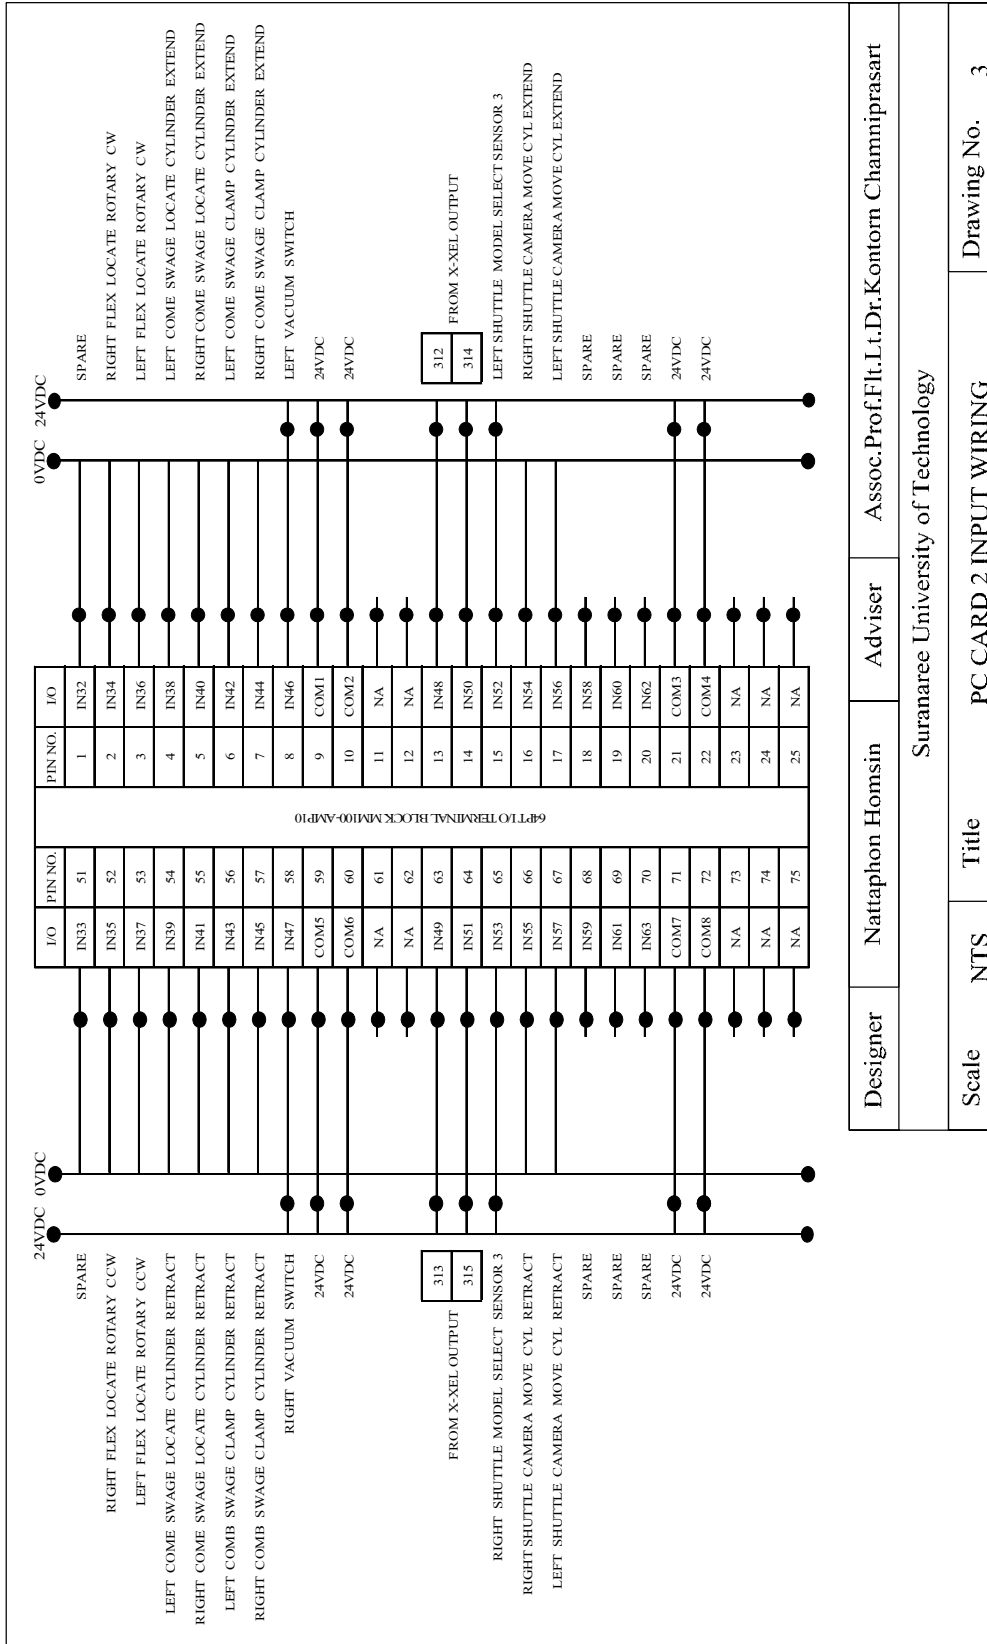 24VDC 0VDC 0VDC 24VDC
I/O PIN NO. PIN NO. I/O
SPARE IN33 51 1 IN32 SPARE
RIGHT FLEX LOCATE ROTARY CCW IN35 52 2 IN34 RIGHT FLEX LOCATE ROTARY CW
LEFT FLEX LOCATE ROTARY CCW IN37 53 3 IN36 LEFT FLEX LOCATE ROTARY CW
LEFT COME SWAGE LOCATE CYLINDER RETRACT IN39 54 4 IN38 LEFT COME SWAGE LOCATE CYLINDER EXTEND
RIGHT COME SWAGE LOCATE CYLINDER RETRACT IN41 55 5 IN40 RIGHT COME SWAGE LOCATE CYLINDER EXTEND
LEFT COMB SWAGE CLAMP CYLINDER RETRACT IN43 56 6 IN42 LEFT COME SWAGE CLAMP CYLINDER EXTEND
RIGHT COMB SWAGE CLAMP CYLINDER RETRACT IN45 57 7 IN44 RIGHT COME SWAGE CLAMP CYLINDER EXTEND
RIGHT VACUUM SWITCH IN47 58 8 IN46 LEFT VACUUM SWITCH
24VDC COM5 59 9 COM1 24VDC
24VDC COM6 60 10 COM2 24VDC
NA 61 11 NA
NA 62 12 NA
64PT I/O TERMINAL BLOCK MM100-AMP10
313 IN49 63 13 IN48 312
FROM X-XEL OUTPUT FROM X-XEL OUTPUT
315 IN51 64 14 IN50 314
RIGHT SHUTTLE MODEL SELECT SENSOR 3 IN53 65 15 IN52 LEFT SHUTTLE MODEL SELECT SENSOR 3
RIGHT SHUTTLE CAMERA MOVE CYL RETRACT IN55 66 16 IN54 RIGHT SHUTTLE CAMERA MOVE CYL EXTEND
LEFT SHUTTLE CAMERA MOVE CYL RETRACT IN57 67 17 IN56 LEFT SHUTTLE CAMERA MOVE CYL EXTEND
SPARE IN59 68 18 IN58 SPARE
SPARE IN61 69 19 IN60 SPARE
SPARE IN63 70 20 IN62 SPARE
24VDC COM7 71 21 COM3 24VDC
24VDC COM8 72 22 COM4 24VDC
NA 73 23 NA
NA 74 24 NA
NA 75 25 NA
Designer Nattaphon Homsin Adviser Assoc.Prof.Flt.Lt.Dr.Kontorn Chamniprasart
Suranaree University of Technology
Scale NTS Title PC CARD 2 INPUT WIRING Drawing No. 3